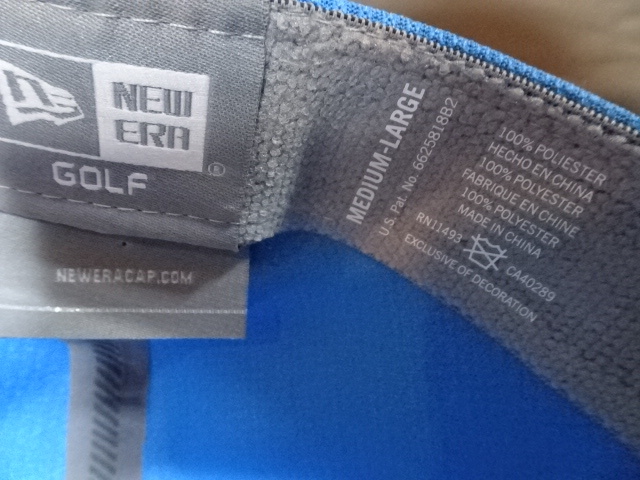 NEW
ERA
®
GOLF
NEWERACAP.COM
MEDIUM-LARGE
U.S. Pat. No. 6625818B2
100% POLIESTER
HECHO EN CHINA
100% POLYESTER
FABRIQUE EN CHINE
100% POLYESTER
MADE IN CHINA
RN11493 CA40289
EXCLUSIVE OF DECORATION